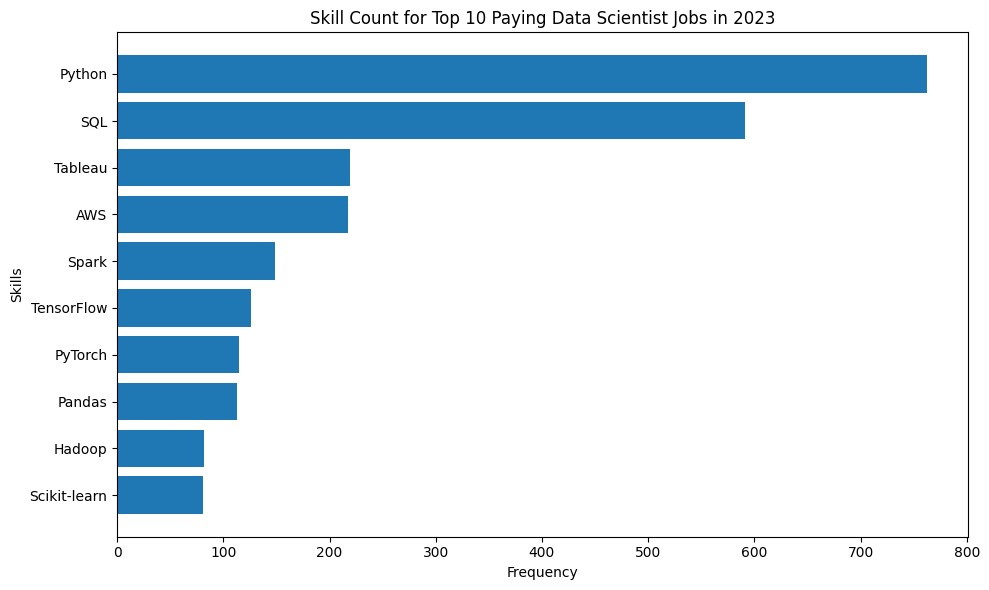 Skill Count for Top 10 Paying Data Scientist Jobs in 2023
Skills
Python
SQL
Tableau
AWS
Spark
TensorFlow
PyTorch
Pandas
Hadoop
Scikit-learn
0 100 200 300 400 500 600 700 800
Frequency